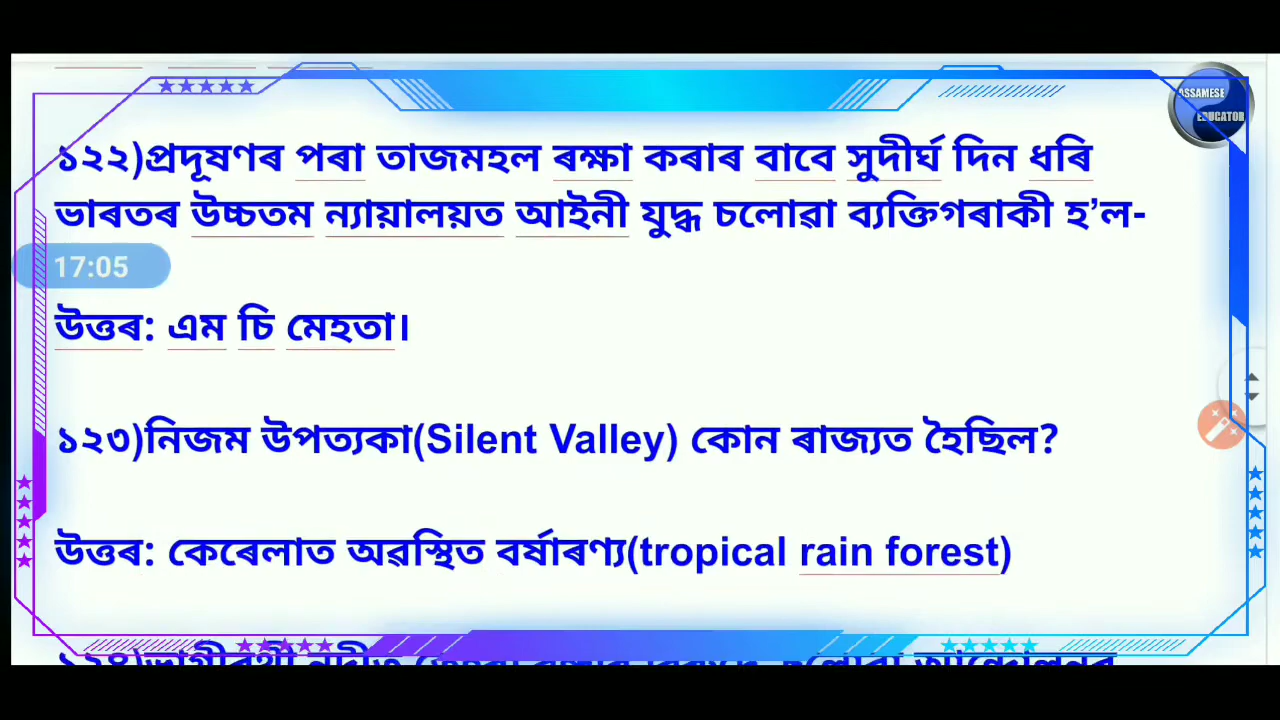 ASSAMESE
EDUCATOR
১২২)প্ৰদূষণৰ পৰা তাজমহল ৰক্ষা কৰাৰ বাবে সুদীৰ্ঘ দিন ধৰি
ভাৰতৰ উচ্চতম ন্যায়ালয়ত আইনী যুদ্ধ চলোৱা ব্যক্তিগৰাকী হ’ল-
17:05
উত্তৰ: এম চি মেহতা।
১২৩)নিজম উপত্যকা(Silent Valley) কোন ৰাজ্যত হৈছিল?
উত্তৰ: কেৰেলাত অৱস্থিত বৰ্ষাৰণ্য(tropical rain forest)